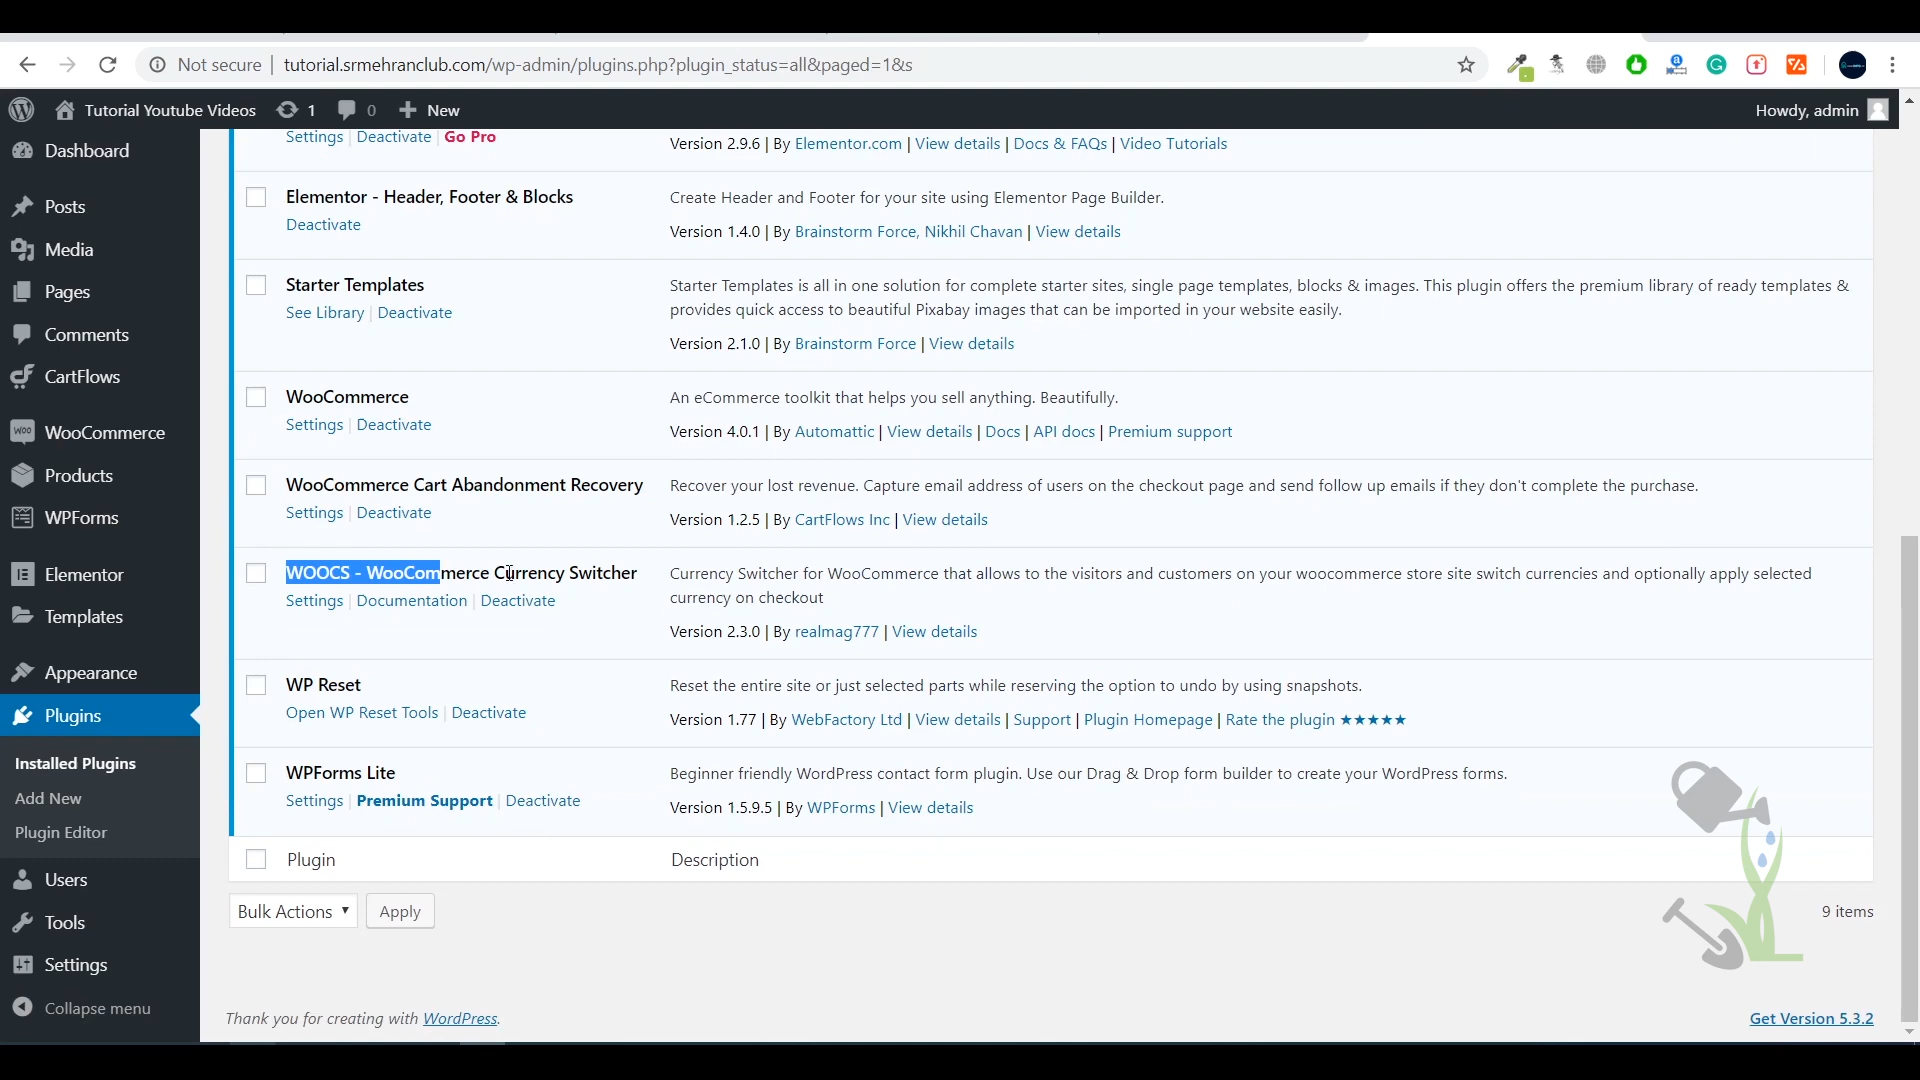 Not secure | tutorial.srmehranclub.com/wp-admin/plugins.php?plugin_status=all&paged=1&s
Tutorial Youtube Videos 1 0 New Howdy, admin
Dashboard
Posts
Media
Pages
Comments
CartFlows
WooCommerce
Products
WPForms
Elementor
Templates
Appearance
Plugins
Installed Plugins
Add New
Plugin Editor
Users
Tools
Settings
Collapse menu
Settings | Deactivate | Go Pro
Version 2.9.6 | By Elementor.com | View details | Docs & FAQs | Video Tutorials
Elementor - Header, Footer & Blocks
Deactivate
Create Header and Footer for your site using Elementor Page Builder.
Version 1.4.0 | By Brainstorm Force, Nikhil Chavan | View details
Starter Templates
See Library | Deactivate
Starter Templates is all in one solution for complete starter sites, single page templates, blocks & images. This plugin offers the premium library of ready templates &
provides quick access to beautiful Pixabay images that can be imported in your website easily.
Version 2.1.0 | By Brainstorm Force | View details
WooCommerce
Settings | Deactivate
An eCommerce toolkit that helps you sell anything. Beautifully.
Version 4.0.1 | By Automattic | View details | Docs | API docs | Premium support
WooCommerce Cart Abandonment Recovery
Settings | Deactivate
Recover your lost revenue. Capture email address of users on the checkout page and send follow up emails if they don't complete the purchase.
Version 1.2.5 | By CartFlows Inc | View details
WOOCS - WooCommerce Currency Switcher
Settings | Documentation | Deactivate
Currency Switcher for WooCommerce that allows to the visitors and customers on your woocommerce store site switch currencies and optionally apply selected
currency on checkout
Version 2.3.0 | By realmag777 | View details
WP Reset
Open WP Reset Tools | Deactivate
Reset the entire site or just selected parts while reserving the option to undo by using snapshots.
Version 1.77 | By WebFactory Ltd | View details | Support | Plugin Homepage | Rate the plugin ★★★★★
WPForms Lite
Settings | Premium Support | Deactivate
Beginner friendly WordPress contact form plugin. Use our Drag & Drop form builder to create your WordPress forms.
Version 1.5.9.5 | By WPForms | View details
Plugin Description
Bulk Actions Apply 9 items
Thank you for creating with WordPress. Get Version 5.3.2